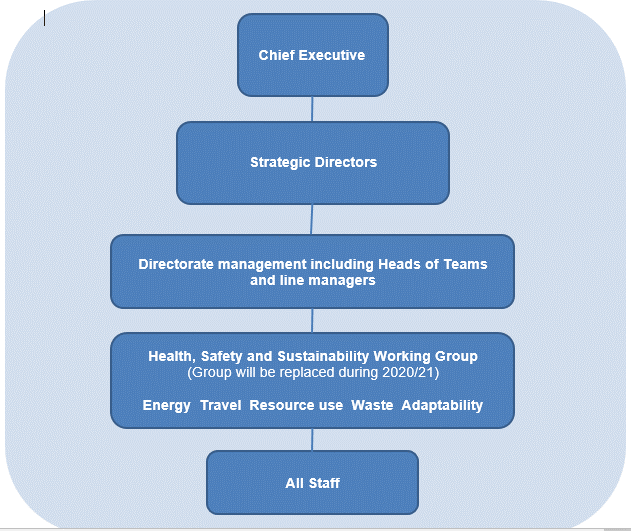 Chief Executive
Strategic Directors
Directorate management including Heads of Teams
and line managers
Health, Safety and Sustainability Working Group
(Group will be replaced during 2020/21)
Energy  Travel  Resource use  Waste  Adaptability
All Staff